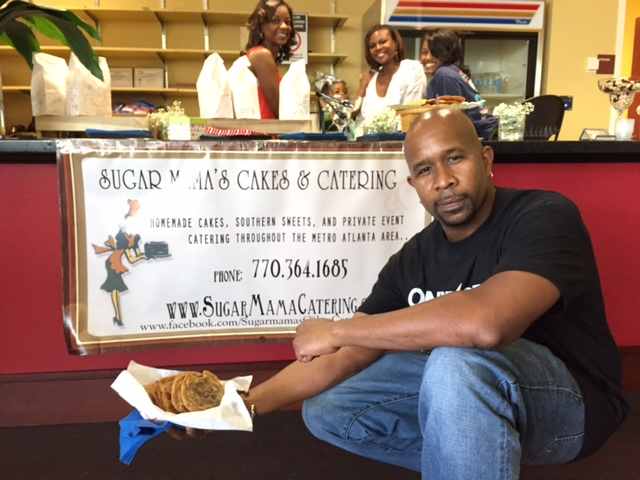 SUGAR MAMA'S CAKES & CATERING
HOMEMADE CAKES, SOUTHERN SWEETS, AND PRIVATE EVENT
CATERING THROUGHOUT THE METRO ATLANTA AREA..
PHONE: 770.364.1685
WWW.SUGARMAMACATERING.
www.facebook.com/Sugarmamas